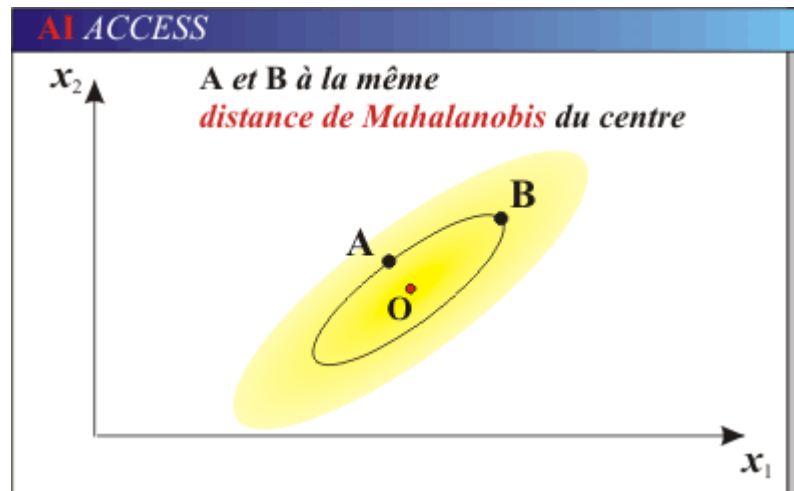 AI ACCESS
x₂
A et B à la même
distance de Mahalanobis du centre
B
A
O
x₁